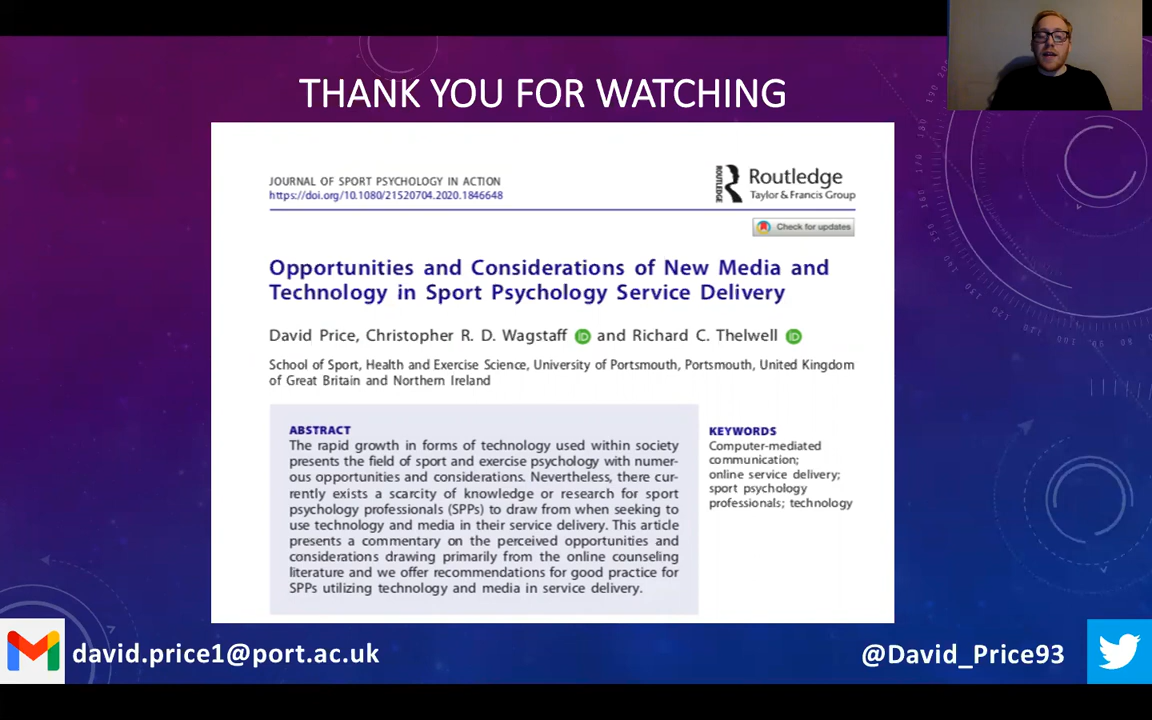 THANK YOU FOR WATCHING
JOURNAL OF SPORT PSYCHOLOGY IN ACTION
https://doi.org/10.1080/21520704.2020.1846648
ROUTLEDGE
Routledge
Taylor & Francis Group
Check for updates
Opportunities and Considerations of New Media and
Technology in Sport Psychology Service Delivery
David Price, Christopher R. D. Wagstaff iD and Richard C. Thelwell iD
School of Sport, Health and Exercise Science, University of Portsmouth, Portsmouth, United Kingdom
of Great Britain and Northern Ireland
ABSTRACT
The rapid growth in forms of technology used within society
presents the field of sport and exercise psychology with numer-
ous opportunities and considerations. Nevertheless, there cur-
rently exists a scarcity of knowledge or research for sport
psychology professionals (SPPs) to draw from when seeking to
use technology and media in their service delivery. This article
presents a commentary on the perceived opportunities and
considerations drawing primarily from the online counseling
literature and we offer recommendations for good practice for
SPPs utilizing technology and media in service delivery.
KEYWORDS
Computer-mediated
communication;
online service delivery;
sport psychology
professionals; technology
david.price1@port.ac.uk
@David_Price93